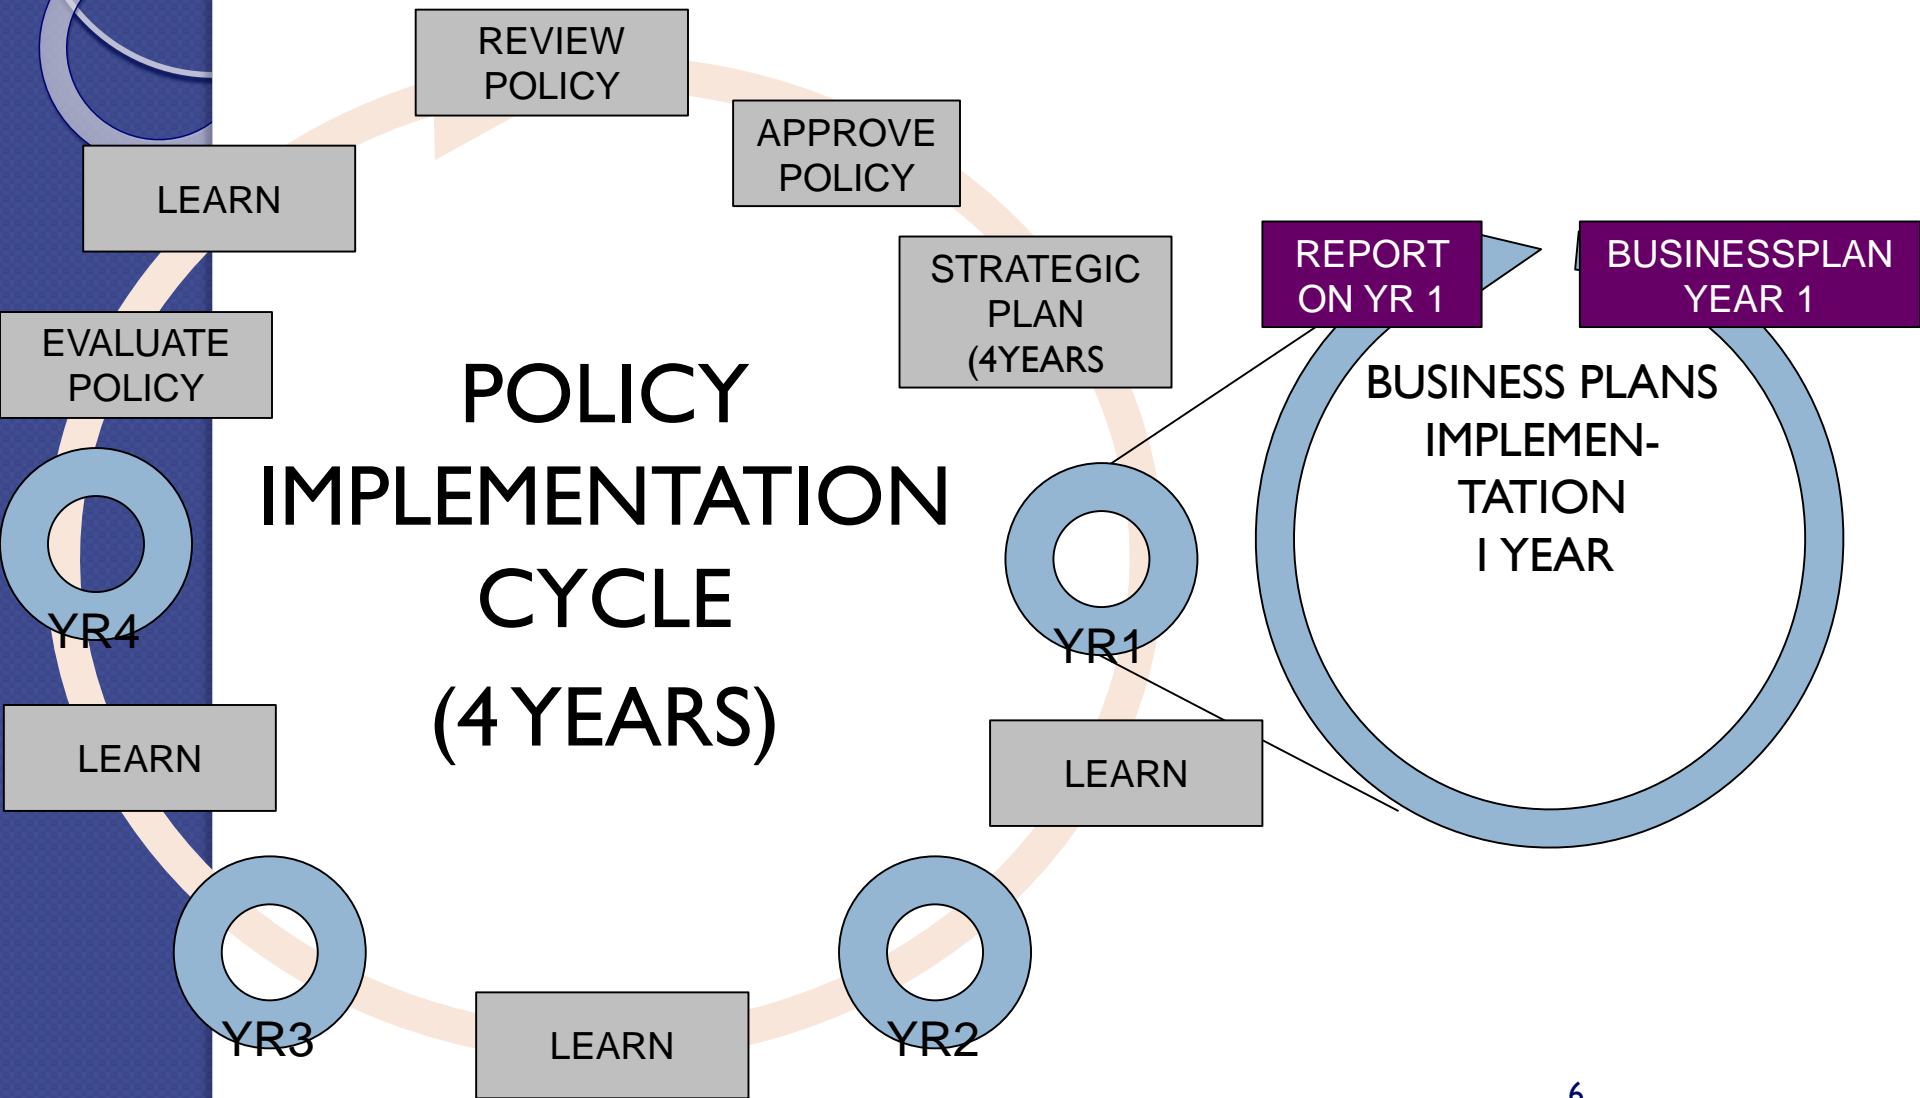 REVIEW
POLICY
APPROVE
POLICY
LEARN
STRATEGIC
PLAN
(4YEARS
REPORT
ON YR 1
BUSINESSPLAN
YEAR 1
EVALUATE
POLICY
POLICY
IMPLEMENTATION
CYCLE
(4 YEARS)
BUSINESS PLANS
IMPLEMEN-
TATION
1 YEAR
YR4
YR1
LEARN
LEARN
YR3
LEARN
YR2
6